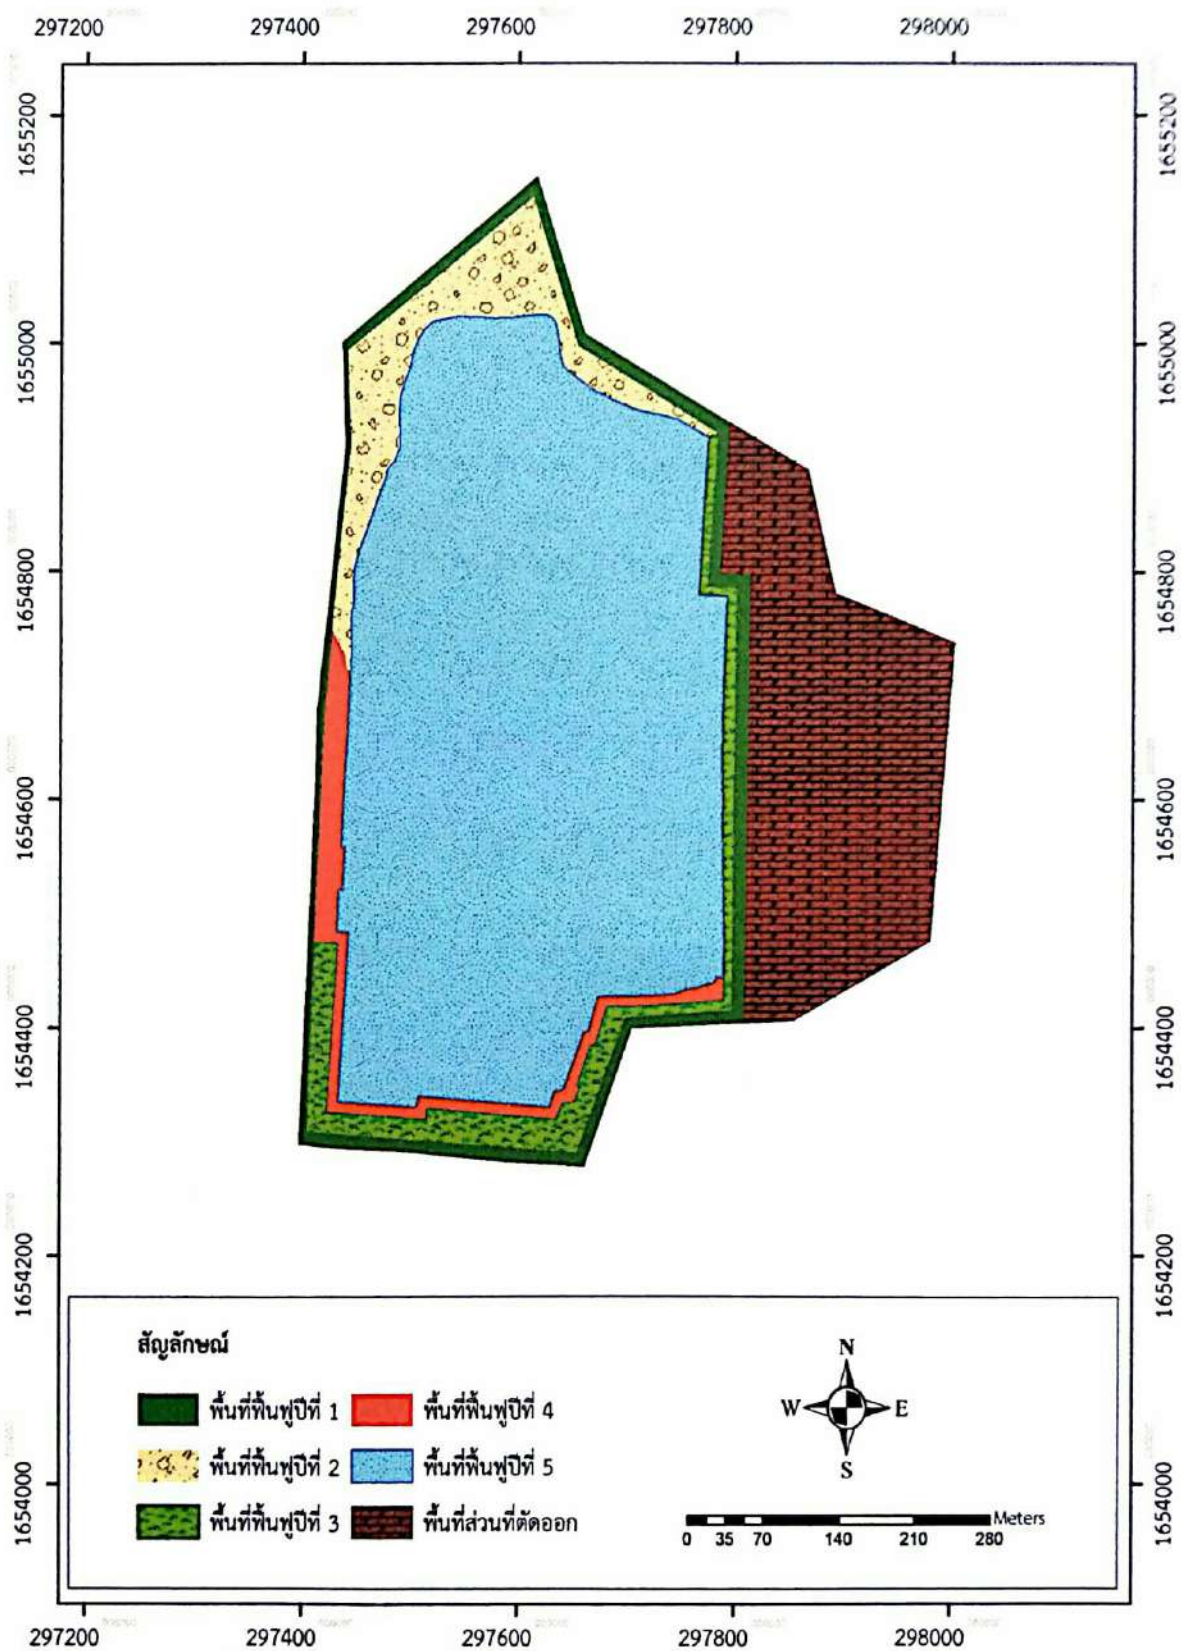 297200 297400 297600 297800 298000
1655200 1655200
1655000 1655000
1654800 1654800
1654600 1654600
1654400 1654400
1654200 1654200
1654000 1654000
สัญลักษณ์
พื้นที่ฟื้นฟูปีที่ 1 พื้นที่ฟื้นฟูปีที่ 4
พื้นที่ฟื้นฟูปีที่ 2 พื้นที่ฟื้นฟูปีที่ 5
พื้นที่ฟื้นฟูปีที่ 3 พื้นที่ส่วนที่ตัดออก
N
W E
S
Meters
0 35 70 140 210 280
297200 297400 297600 297800 298000